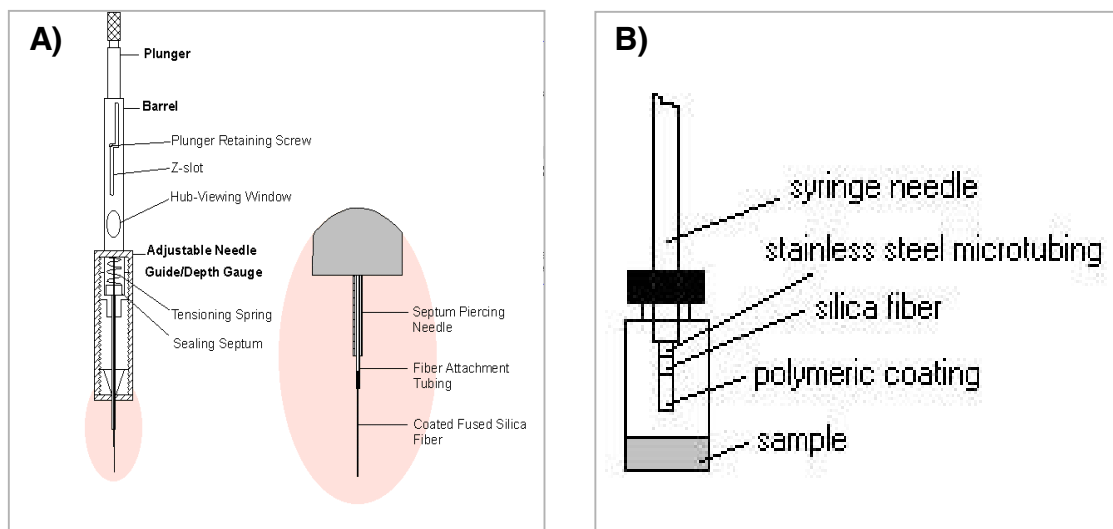 A)
Plunger
Barrel
Plunger Retaining Screw
Z-slot
Hub-Viewing Window
Adjustable Needle
Guide/Depth Gauge
Tensioning Spring
Sealing Septum
Septum Piercing
Needle
Fiber Attachment
Tubing
Coated Fused Silica
Fiber
B)
syringe needle
stainless steel microtubing
silica fiber
polymeric coating
sample